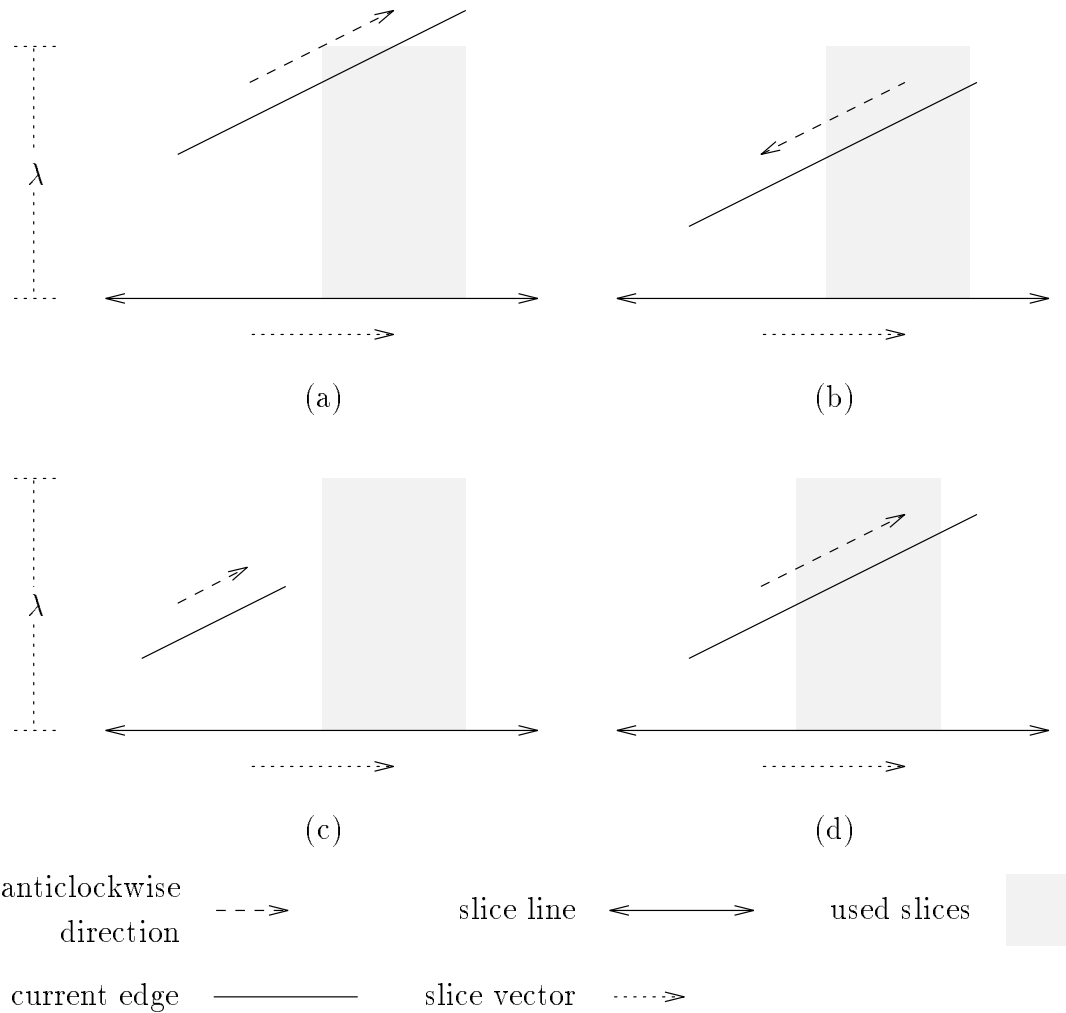 λ
(a)
(b)
λ
(c)
(d)
anticlockwise
direction
slice line
used slices
current edge
slice vector